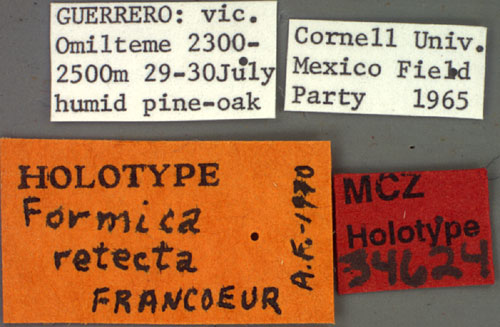 GUERRERO: vic.
Omilteme 2300-
2500m 29-30July
humid pine-oak
Cornell Univ.
Mexico Field
Party 1965
HOLOTYPE
Formica
retecta
FRANCOEUR
A.F.-1970
MCZ
Holotype
34624